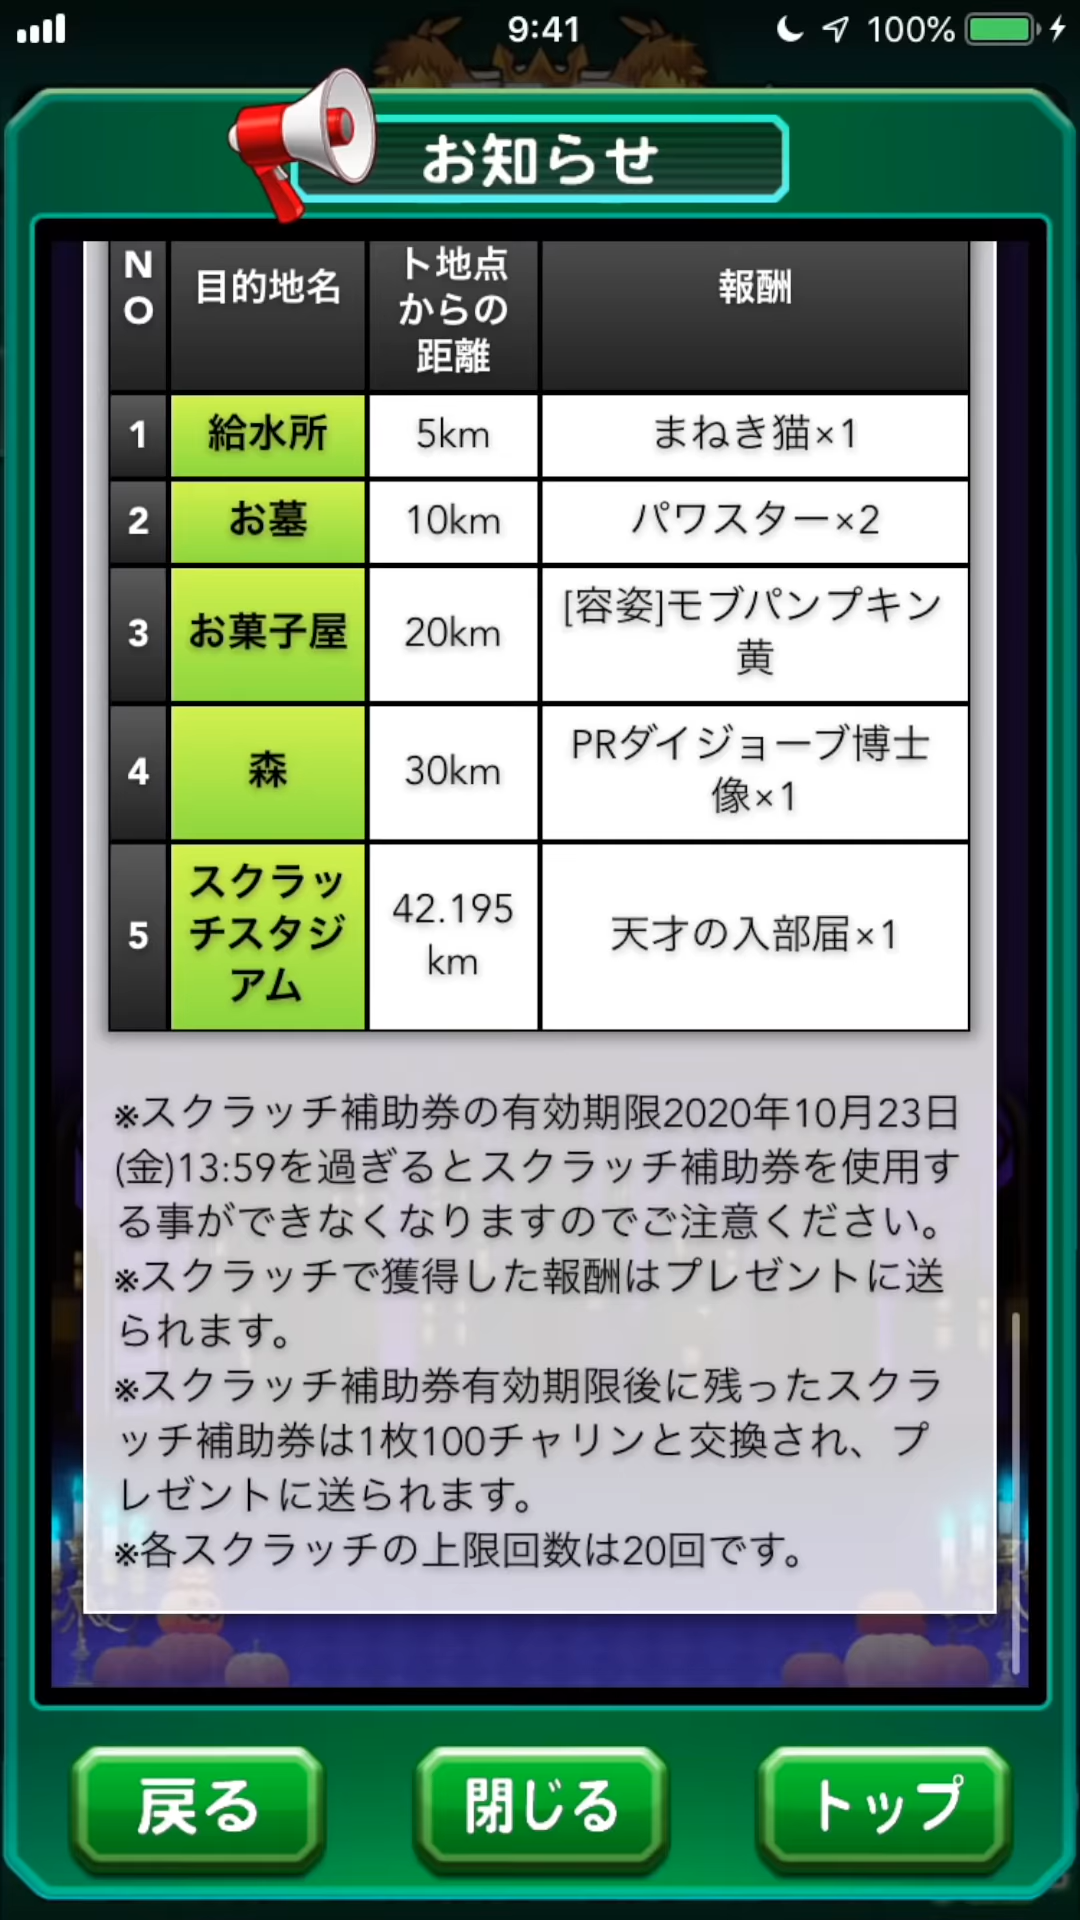 9:41
100%
お知らせ
NO
目的地名
ト地点
からの
距離
報酬
1
給水所
5km
まねき猫×1
2
お墓
10km
パワスター×2
3
お菓子屋
20km
[容姿]モブパンプキン
黄
4
森
30km
PRダイジョーブ博士
像×1
5
スクラッ
チスタジ
アム
42.195
km
天才の入部届×1
※スクラッチ補助券の有効期限2020年10月23日
(金)13:59を過ぎるとスクラッチ補助券を使用す
る事ができなくなりますのでご注意ください。
※スクラッチで獲得した報酬はプレゼントに送
られます。
※スクラッチ補助券有効期限後に残ったスクラ
ッチ補助券は1枚100チャリンと交換され、プ
レゼントに送られます。
※各スクラッチの上限回数は20回です。
戻る
閉じる
トップ